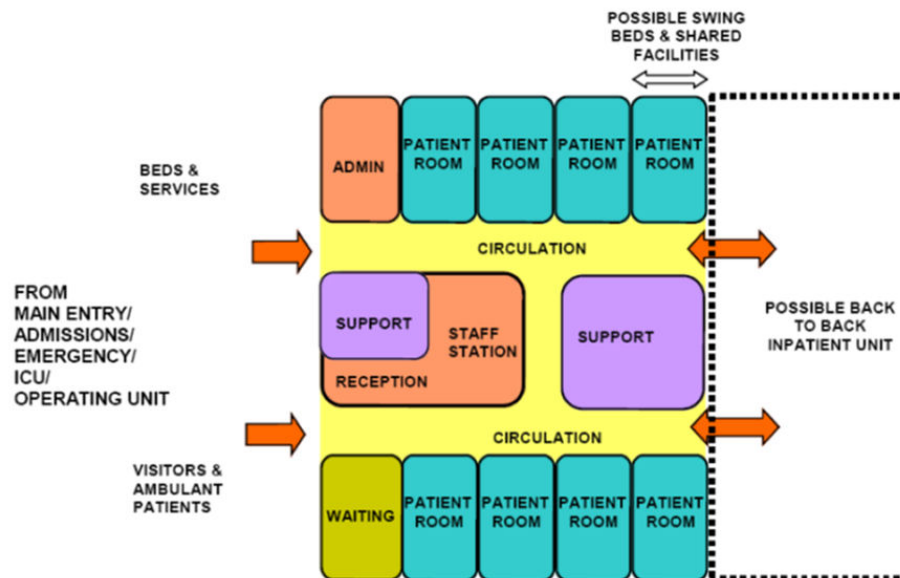 POSSIBLE SWING
BEDS & SHARED
FACILITIES
ADMIN
PATIENT
ROOM
PATIENT
ROOM
PATIENT
ROOM
PATIENT
ROOM
BEDS &
SERVICES
CIRCULATION
FROM
MAIN ENTRY/
ADMISSIONS/
EMERGENCY/
ICU/
OPERATING UNIT
SUPPORT
STAFF
STATION
RECEPTION
SUPPORT
POSSIBLE BACK
TO BACK
INPATIENT UNIT
CIRCULATION
VISITORS &
AMBULANT
PATIENTS
WAITING
PATIENT
ROOM
PATIENT
ROOM
PATIENT
ROOM
PATIENT
ROOM